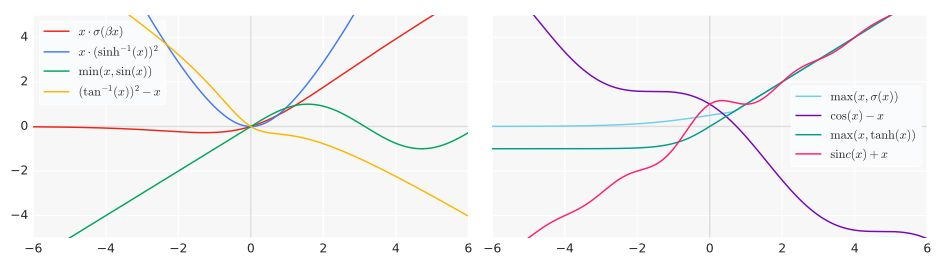 4
2
0
−2
−4
x · σ(βx)
x · (sinh⁻¹(x))²
min(x, sin(x))
(tan⁻¹(x))² − x
−6 −4 −2 0 2 4 6
max(x, σ(x))
cos(x) − x
max(x, tanh(x))
sinc(x) + x
−6 −4 −2 0 2 4 6